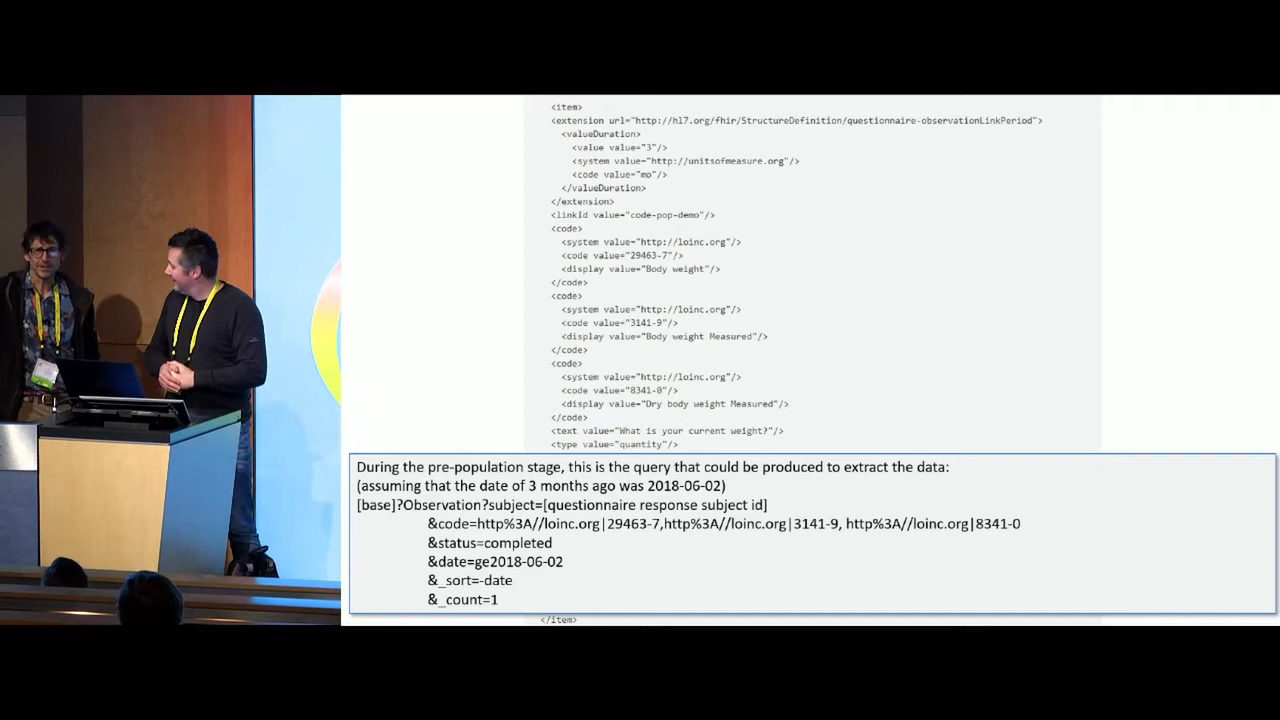 <item>
<extension url="http://hl7.org/fhir/StructureDefinition/questionnaire-observationLinkPeriod">
<valueDuration>
<value value="3"/>
<system value="http://unitsofmeasure.org"/>
<code value="mo"/>
</valueDuration>
</extension>
<linkId value="code-pop-demo"/>
<code>
<system value="http://loinc.org"/>
<code value="29463-7"/>
<display value="Body weight"/>
</code>
<code>
<system value="http://loinc.org"/>
<code value="3141-9"/>
<display value="Body weight Measured"/>
</code>
<code>
<system value="http://loinc.org"/>
<code value="8341-0"/>
<display value="Dry body weight Measured"/>
</code>
<text value="What is your current weight?"/>
<type value="quantity"/>
During the pre-population stage, this is the query that could be produced to extract the data:
(assuming that the date of 3 months ago was 2018-06-02)
[base]?Observation?subject=[questionnaire response subject id]
&code=http%3A//loinc.org|29463-7,http%3A//loinc.org|3141-9, http%3A//loinc.org|8341-0
&status=completed
&date=ge2018-06-02
&_sort=-date
&_count=1
</item>